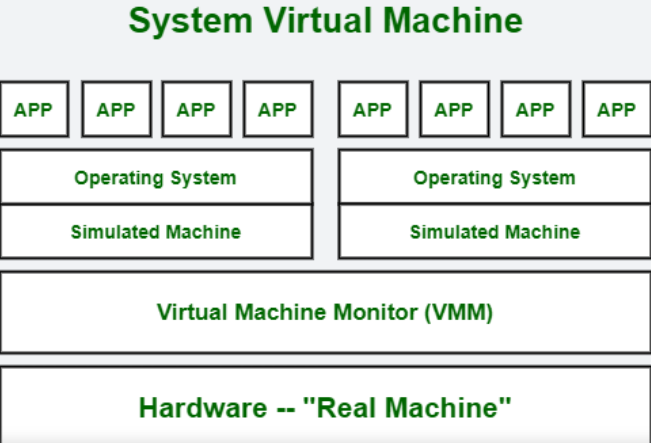 System Virtual Machine
APP APP APP APP APP APP APP APP
Operating System Operating System
Simulated Machine Simulated Machine
Virtual Machine Monitor (VMM)
Hardware -- "Real Machine"